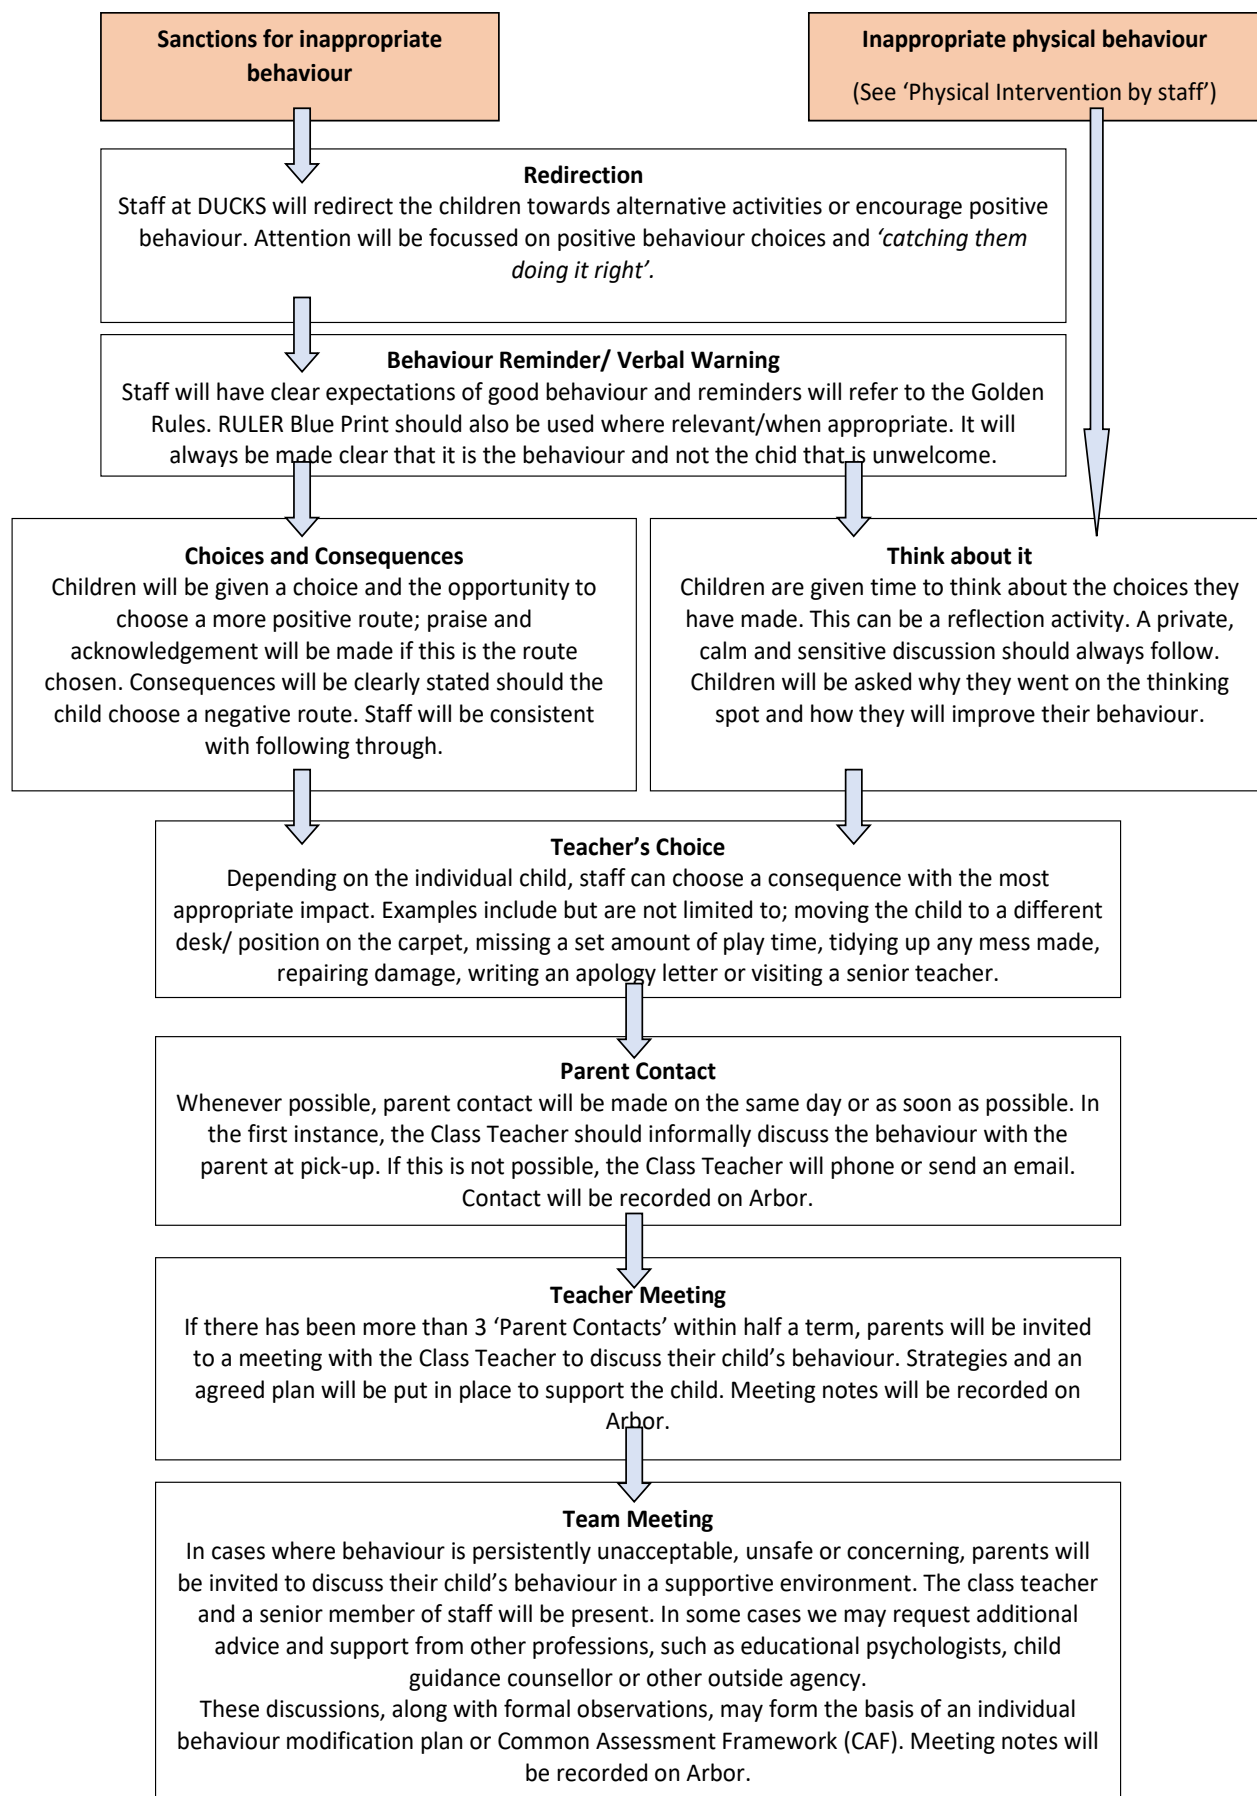 Sanctions for inappropriate
behaviour
Inappropriate physical behaviour
(See ‘Physical Intervention by staff’)
Redirection
Staff at DUCKS will redirect the children towards alternative activities or encourage positive
behaviour. Attention will be focussed on positive behaviour choices and ‘catching them
doing it right’.
Behaviour Reminder/ Verbal Warning
Staff will have clear expectations of good behaviour and reminders will refer to the Golden
Rules. RULER Blue Print should also be used where relevant/when appropriate. It will
always be made clear that it is the behaviour and not the chid that is unwelcome.
Choices and Consequences
Children will be given a choice and the opportunity to
choose a more positive route; praise and
acknowledgement will be made if this is the route
chosen. Consequences will be clearly stated should the
child choose a negative route. Staff will be consistent
with following through.
Think about it
Children are given time to think about the choices they
have made. This can be a reflection activity. A private,
calm and sensitive discussion should always follow.
Children will be asked why they went on the thinking
spot and how they will improve their behaviour.
Teacher’s Choice
Depending on the individual child, staff can choose a consequence with the most
appropriate impact. Examples include but are not limited to; moving the child to a different
desk/ position on the carpet, missing a set amount of play time, tidying up any mess made,
repairing damage, writing an apology letter or visiting a senior teacher.
Parent Contact
Whenever possible, parent contact will be made on the same day or as soon as possible. In
the first instance, the Class Teacher should informally discuss the behaviour with the
parent at pick-up. If this is not possible, the Class Teacher will phone or send an email.
Contact will be recorded on Arbor.
Teacher Meeting
If there has been more than 3 ‘Parent Contacts’ within half a term, parents will be invited
to a meeting with the Class Teacher to discuss their child’s behaviour. Strategies and an
agreed plan will be put in place to support the child. Meeting notes will be recorded on
Arbor.
Team Meeting
In cases where behaviour is persistently unacceptable, unsafe or concerning, parents will
be invited to discuss their child’s behaviour in a supportive environment. The class teacher
and a senior member of staff will be present. In some cases we may request additional
advice and support from other professions, such as educational psychologists, child
guidance counsellor or other outside agency.
These discussions, along with formal observations, may form the basis of an individual
behaviour modification plan or Common Assessment Framework (CAF). Meeting notes will
be recorded on Arbor.